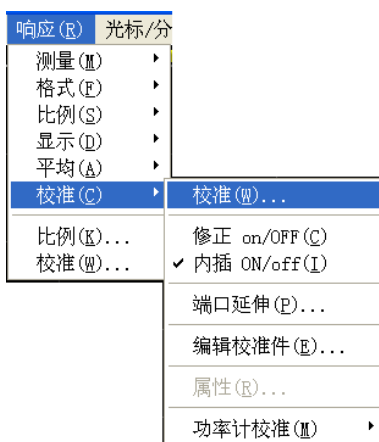 响应(R) 光标/分
测量(M)
格式(F)
比例(S)
显示(D)
平均(A)
校准(C)
比例(K)...
校准(W)...
校准(W)...
修正 on/OFF(C)
内插 ON/off(I)
端口延伸(P)...
编辑校准件(E)...
属性(R)...
功率计校准(M)